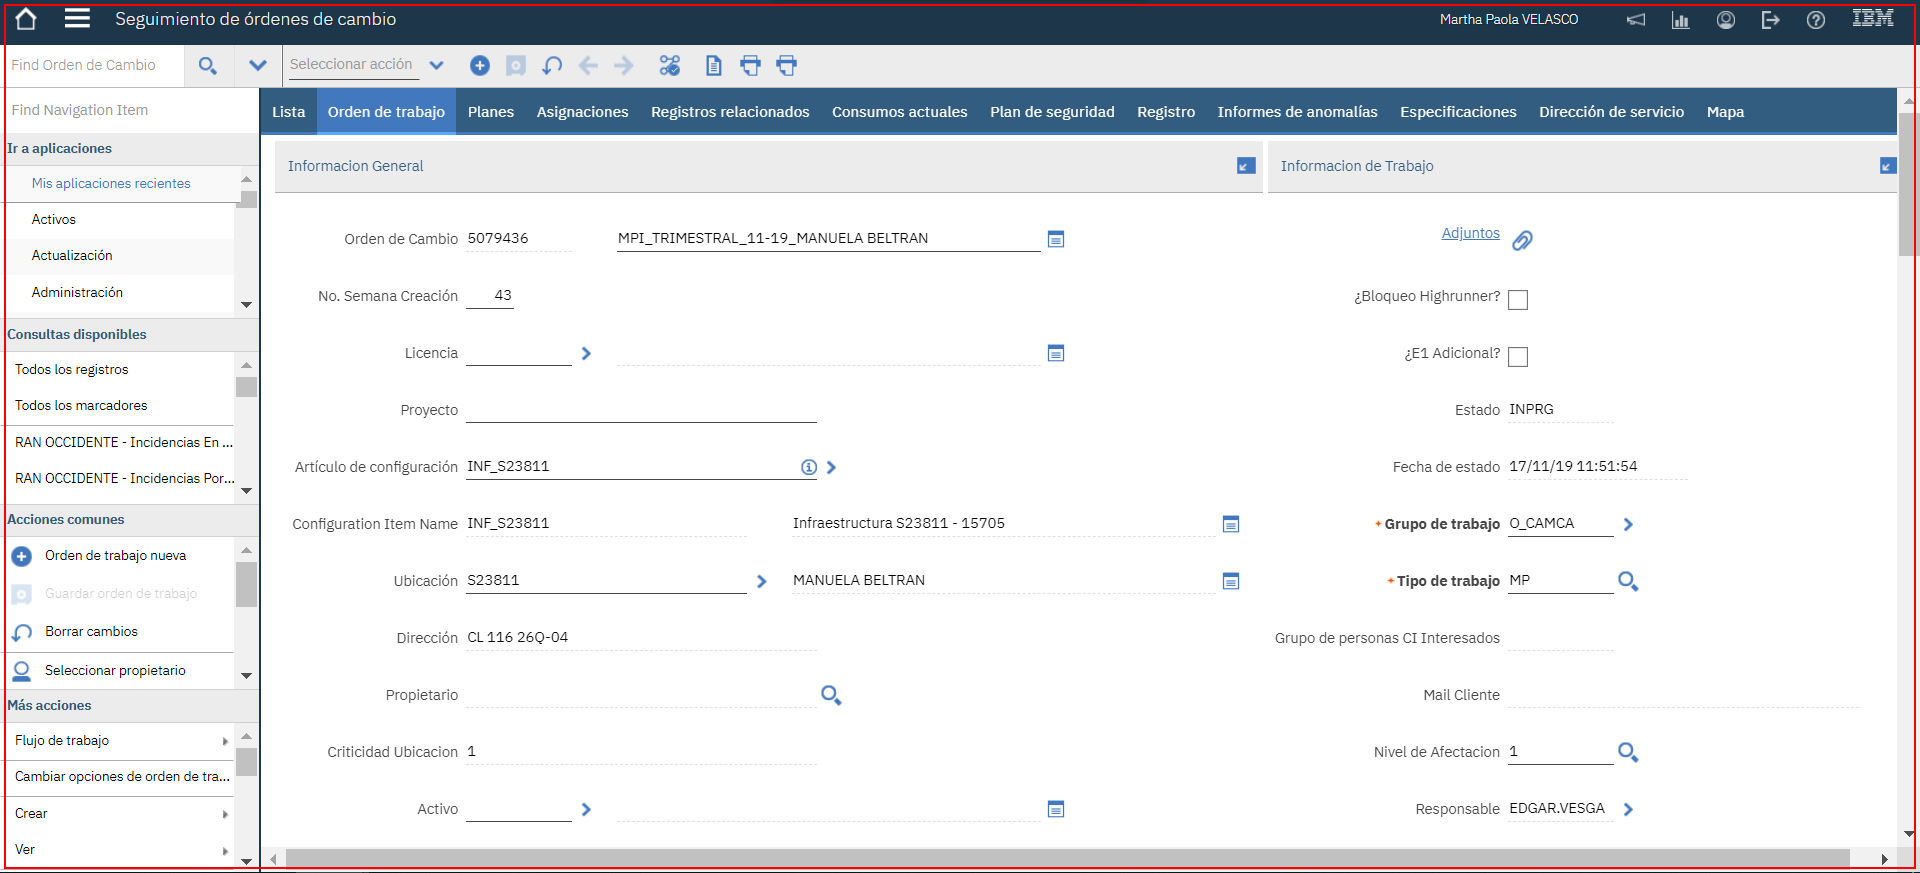 Seguimiento de órdenes de cambio
Martha Paola VELASCO
IBM
Find Orden de Cambio
Seleccionar acción
Find Navigation Item
Ir a aplicaciones
Mis aplicaciones recientes
Activos
Actualización
Administración
Consultas disponibles
Todos los registros
Todos los marcadores
RAN OCCIDENTE - Incidencias En ...
RAN OCCIDENTE - Incidencias Por...
Acciones comunes
Orden de trabajo nueva
Guardar orden de trabajo
Borrar cambios
Seleccionar propietario
Más acciones
Flujo de trabajo
Cambiar opciones de orden de tra...
Crear
Ver
Lista Orden de trabajo Planes Asignaciones Registros relacionados Consumos actuales Plan de seguridad Registro Informes de anomalías Especificaciones Dirección de servicio Mapa
Informacion General
Orden de Cambio 5079436 MPI_TRIMESTRAL_11-19_MANUELA BELTRAN
No. Semana Creación 43
Licencia
Proyecto
Artículo de configuración INF_S23811
Configuration Item Name INF_S23811 Infraestructura S23811 - 15705
Ubicación S23811 MANUELA BELTRAN
Dirección CL 116 26Q-04
Propietario
Criticidad Ubicacion 1
Activo
Informacion de Trabajo
Adjuntos
¿Bloqueo Highrunner?
¿E1 Adicional?
Estado INPRG
Fecha de estado 17/11/19 11:51:54
* Grupo de trabajo O_CAMCA
* Tipo de trabajo MP
Grupo de personas CI Interesados
Mail Cliente
Nivel de Afectacion 1
Responsable EDGAR.VESGA